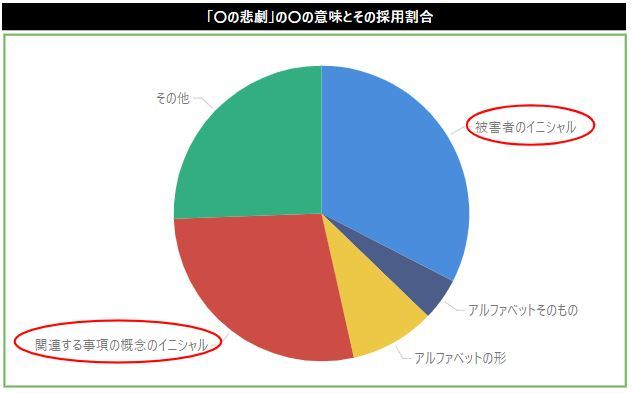 「〇の悲劇」の〇の意味とその採用割合
その他
被害者のイニシャル
アルファベットそのもの
関連する事項の概念のイニシャル
アルファベットの形